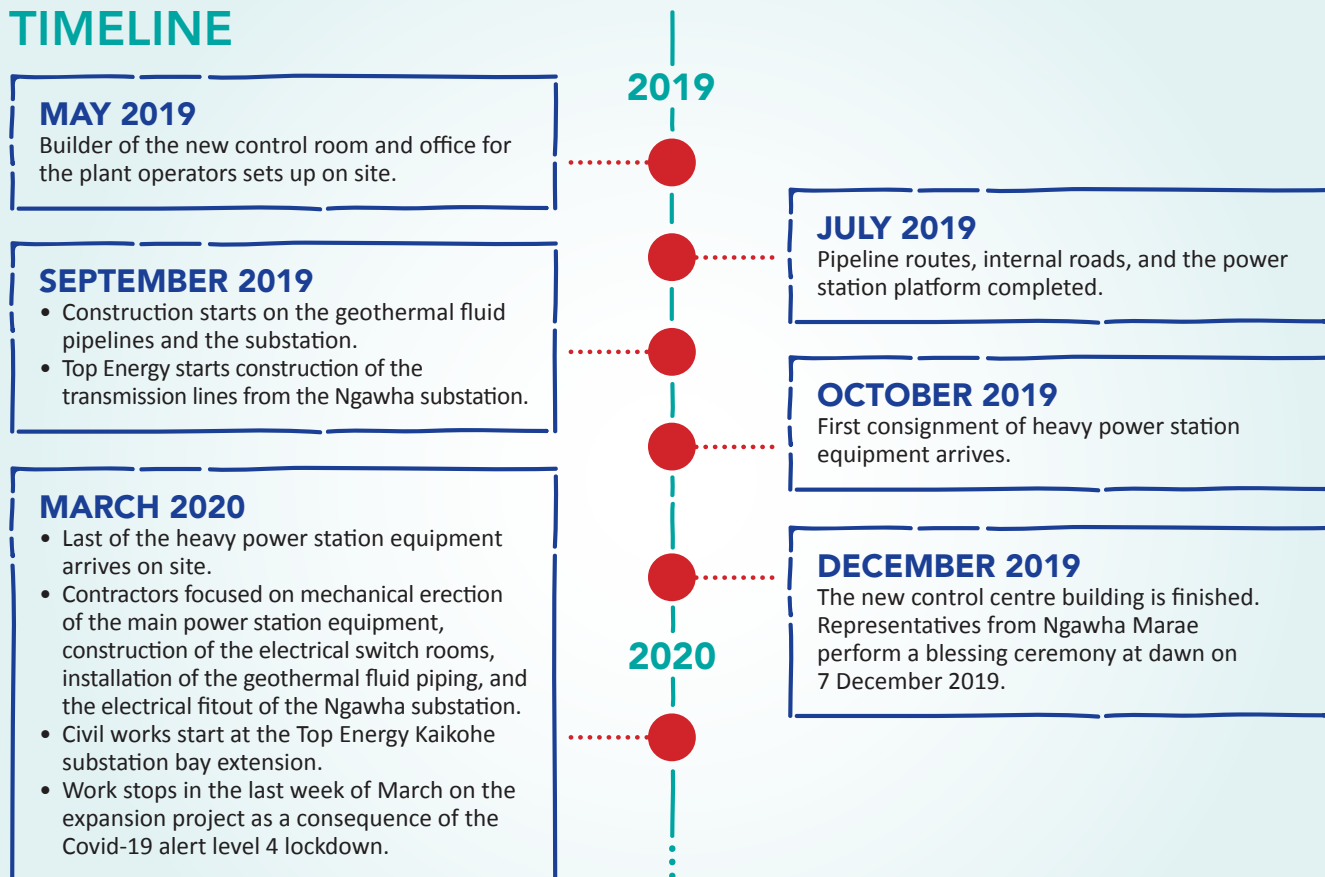 TIMELINE
2019
MAY 2019
Builder of the new control room and office for
the plant operators sets up on site.
JULY 2019
Pipeline routes, internal roads, and the power
station platform completed.
SEPTEMBER 2019
• Construction starts on the geothermal fluid
pipelines and the substation.
• Top Energy starts construction of the
transmission lines from the Ngawha substation.
OCTOBER 2019
First consignment of heavy power station
equipment arrives.
DECEMBER 2019
The new control centre building is finished.
Representatives from Ngawha Marae
perform a blessing ceremony at dawn on
7 December 2019.
2020
MARCH 2020
• Last of the heavy power station equipment
arrives on site.
• Contractors focused on mechanical erection
of the main power station equipment,
construction of the electrical switch rooms,
installation of the geothermal fluid piping, and
the electrical fitout of the Ngawha substation.
• Civil works start at the Top Energy Kaikohe
substation bay extension.
• Work stops in the last week of March on the
expansion project as a consequence of the
Covid-19 alert level 4 lockdown.